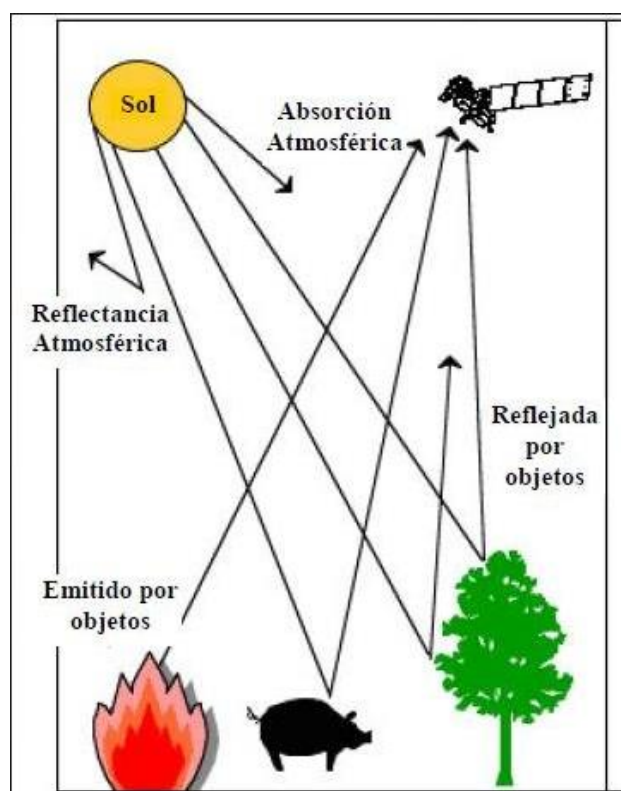 Sol
Absorción
Atmosférica
Reflectancia
Atmosférica
Reflejada
por
objetos
Emitido por
objetos